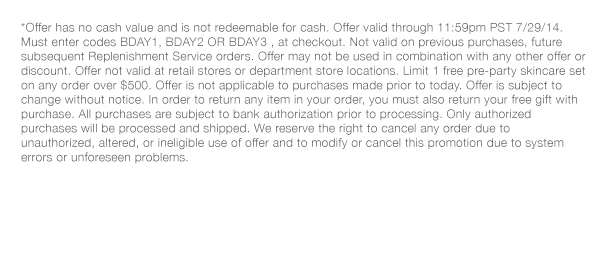 *Offer has no cash value and is not redeemable for cash. Offer valid through 11:59pm PST 7/29/14.
Must enter codes BDAY1, BDAY2 OR BDAY3 , at checkout. Not valid on previous purchases, future
subsequent Replenishment Service orders. Offer may not be used in combination with any other offer or
discount. Offer not valid at retail stores or department store locations. Limit 1 free pre-party skincare set
on any order over $500. Offer is not applicable to purchases made prior to today. Offer is subject to
change without notice. In order to return any item in your order, you must also return your free gift with
purchase. All purchases are subject to bank authorization prior to processing. Only authorized
purchases will be processed and shipped. We reserve the right to cancel any order due to
unauthorized, altered, or ineligible use of offer and to modify or cancel this promotion due to system
errors or unforeseen problems.